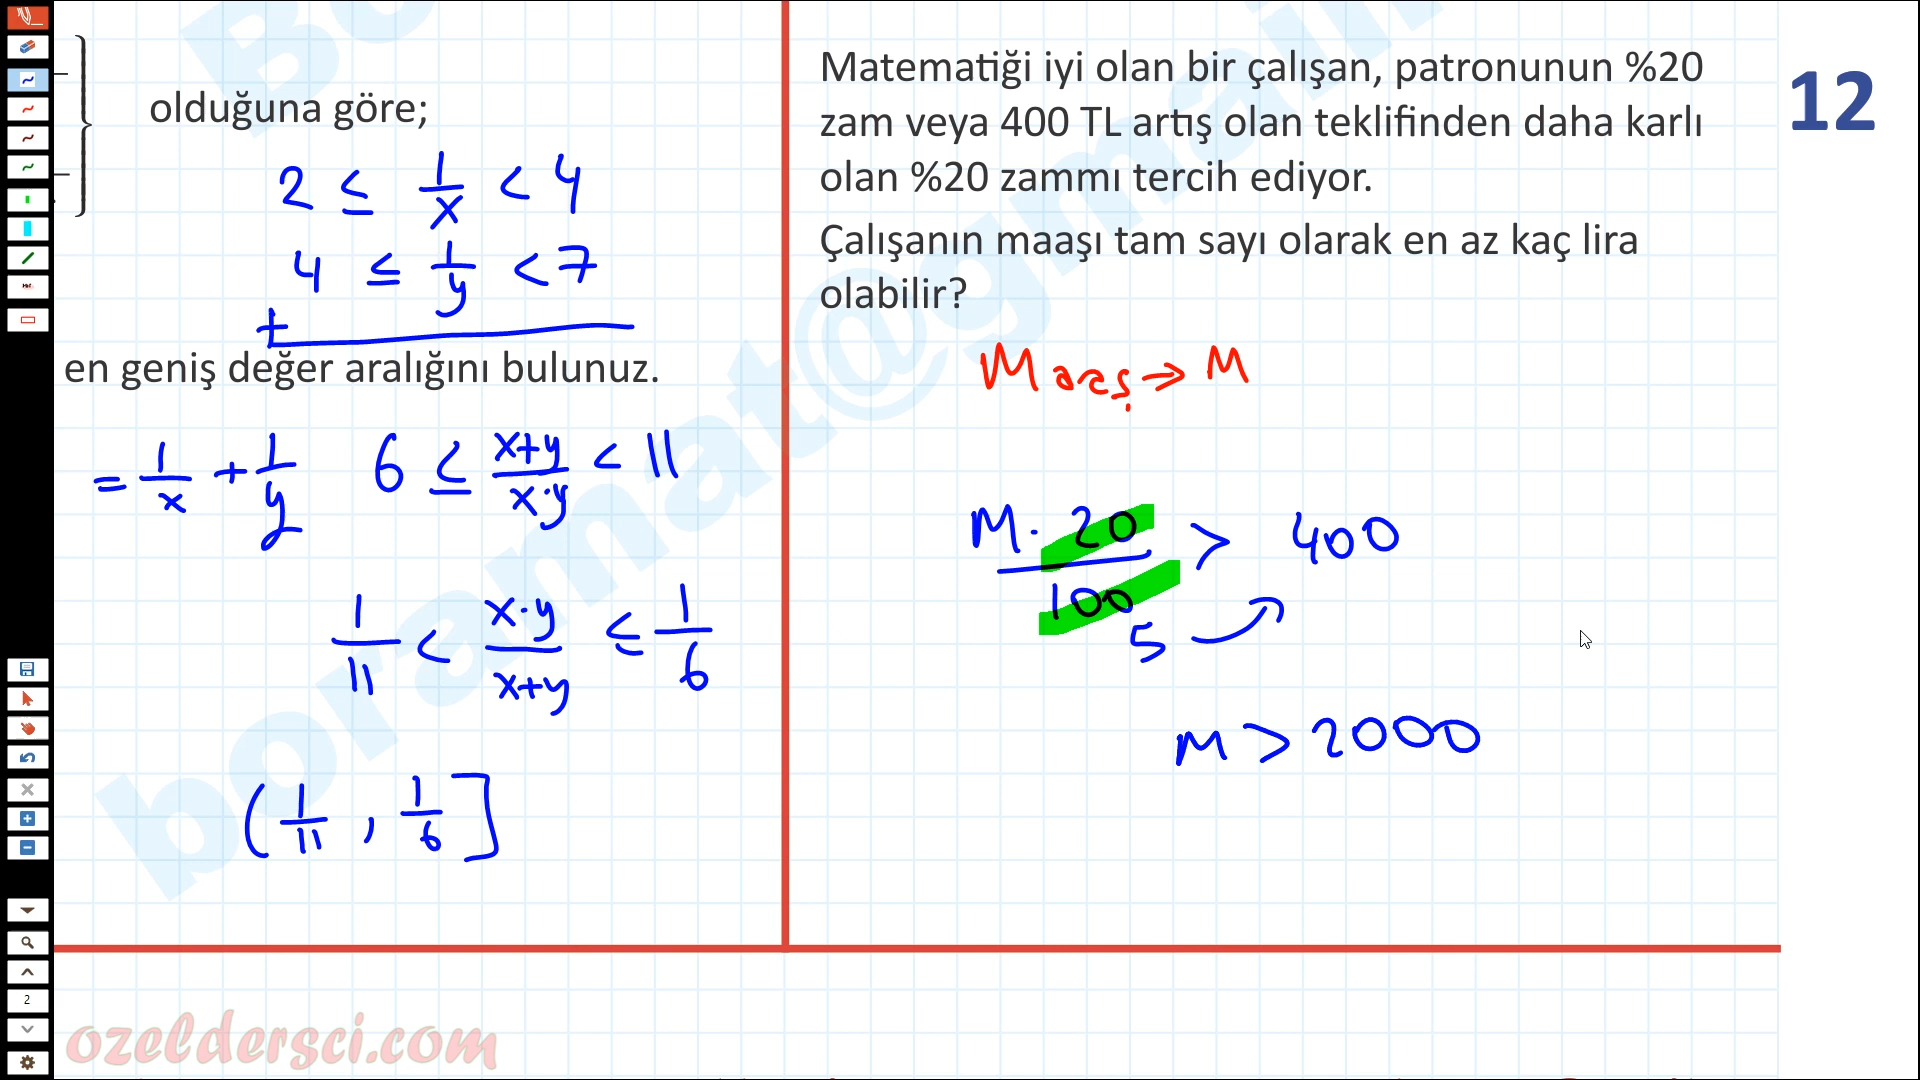 olduğuna göre;
2 ≤ 1/x < 4
4 ≤ 1/y < 7
+
en geniş değer aralığını bulunuz.
= 1/x + 1/y 6 ≤ x+y/x·y < 11
1/11 < x·y/x+y ≤ 1/6
(1/11 , 1/6]
Matematiği iyi olan bir çalışan, patronunun %20
zam veya 400 TL artış olan teklifinden daha karlı
olan %20 zammı tercih ediyor.
Çalışanın maaşı tam sayı olarak en az kaç lira
olabilir?
12
Maaş → M
M · 20/100 > 400
5
M > 2000
boramat@gmail
2
ozeldersci.com